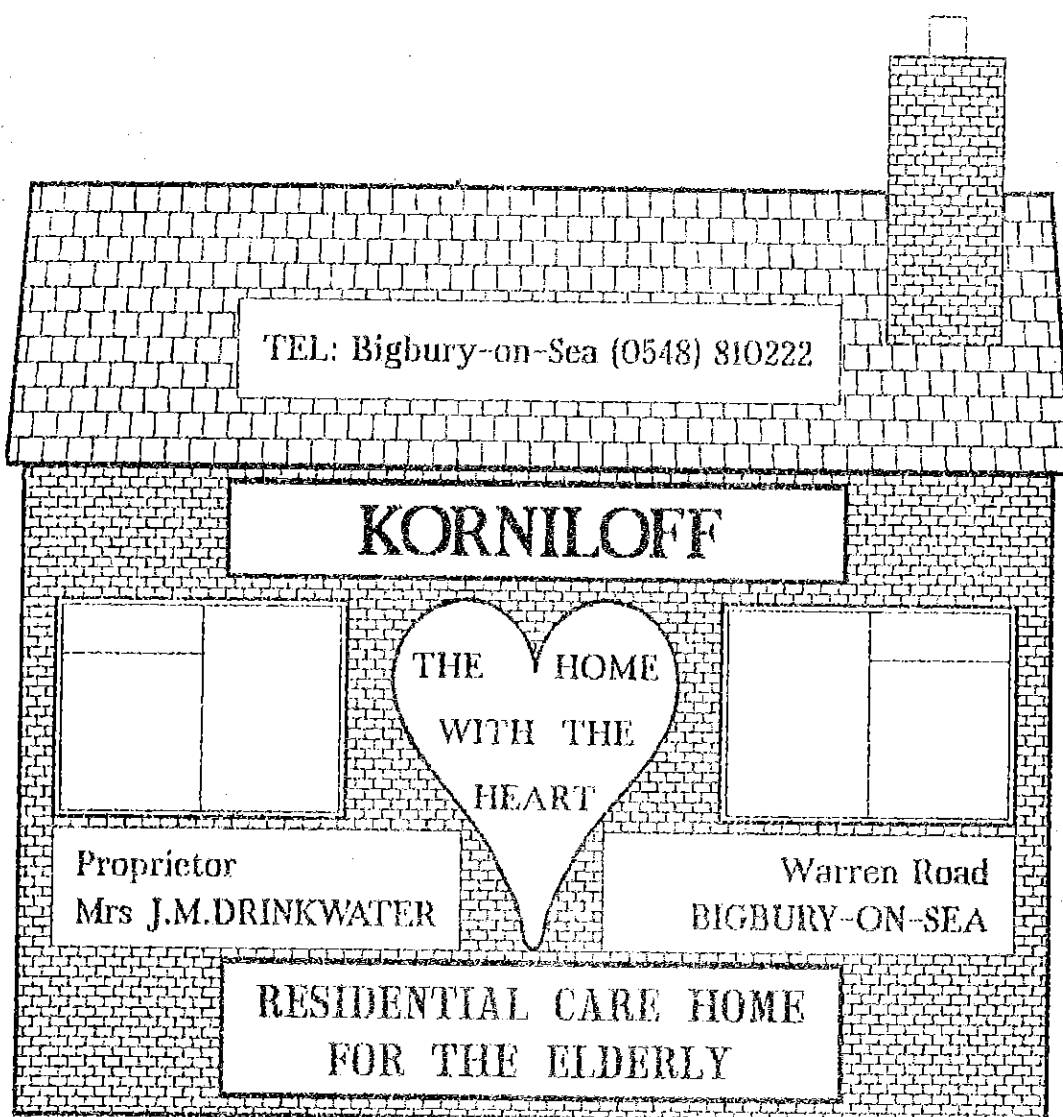 TEL: Bigbury-on-Sea (0548) 810222
KORNILOFF
THE HOME
WITH THE
HEART
Proprietor
Mrs J.M.DRINKWATER
Warren Road
BIGBURY-ON-SEA
RESIDENTIAL CARE HOME
FOR THE ELDERLY